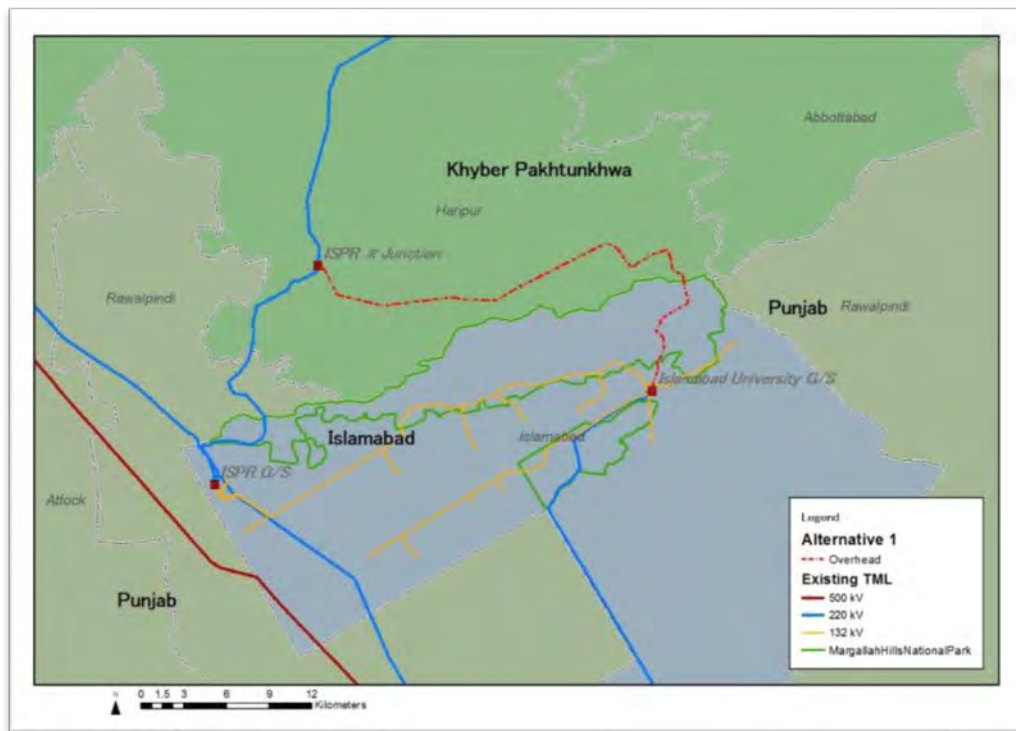 Abbottabad
Khyber Pakhtunkhwa
Haripur
ISPR π Junction
Rawalpindi
Punjab
Rawalpindi
Islamabad University G/S
Islamabad
Islamabad
ISPR G/S
Attock
Punjab
Legend
Alternative 1
Overhead
Existing TML
500 kV
220 kV
132 kV
MargallahHillsNationalPark
N
0 1.5 3 6 9 12
Kilometers